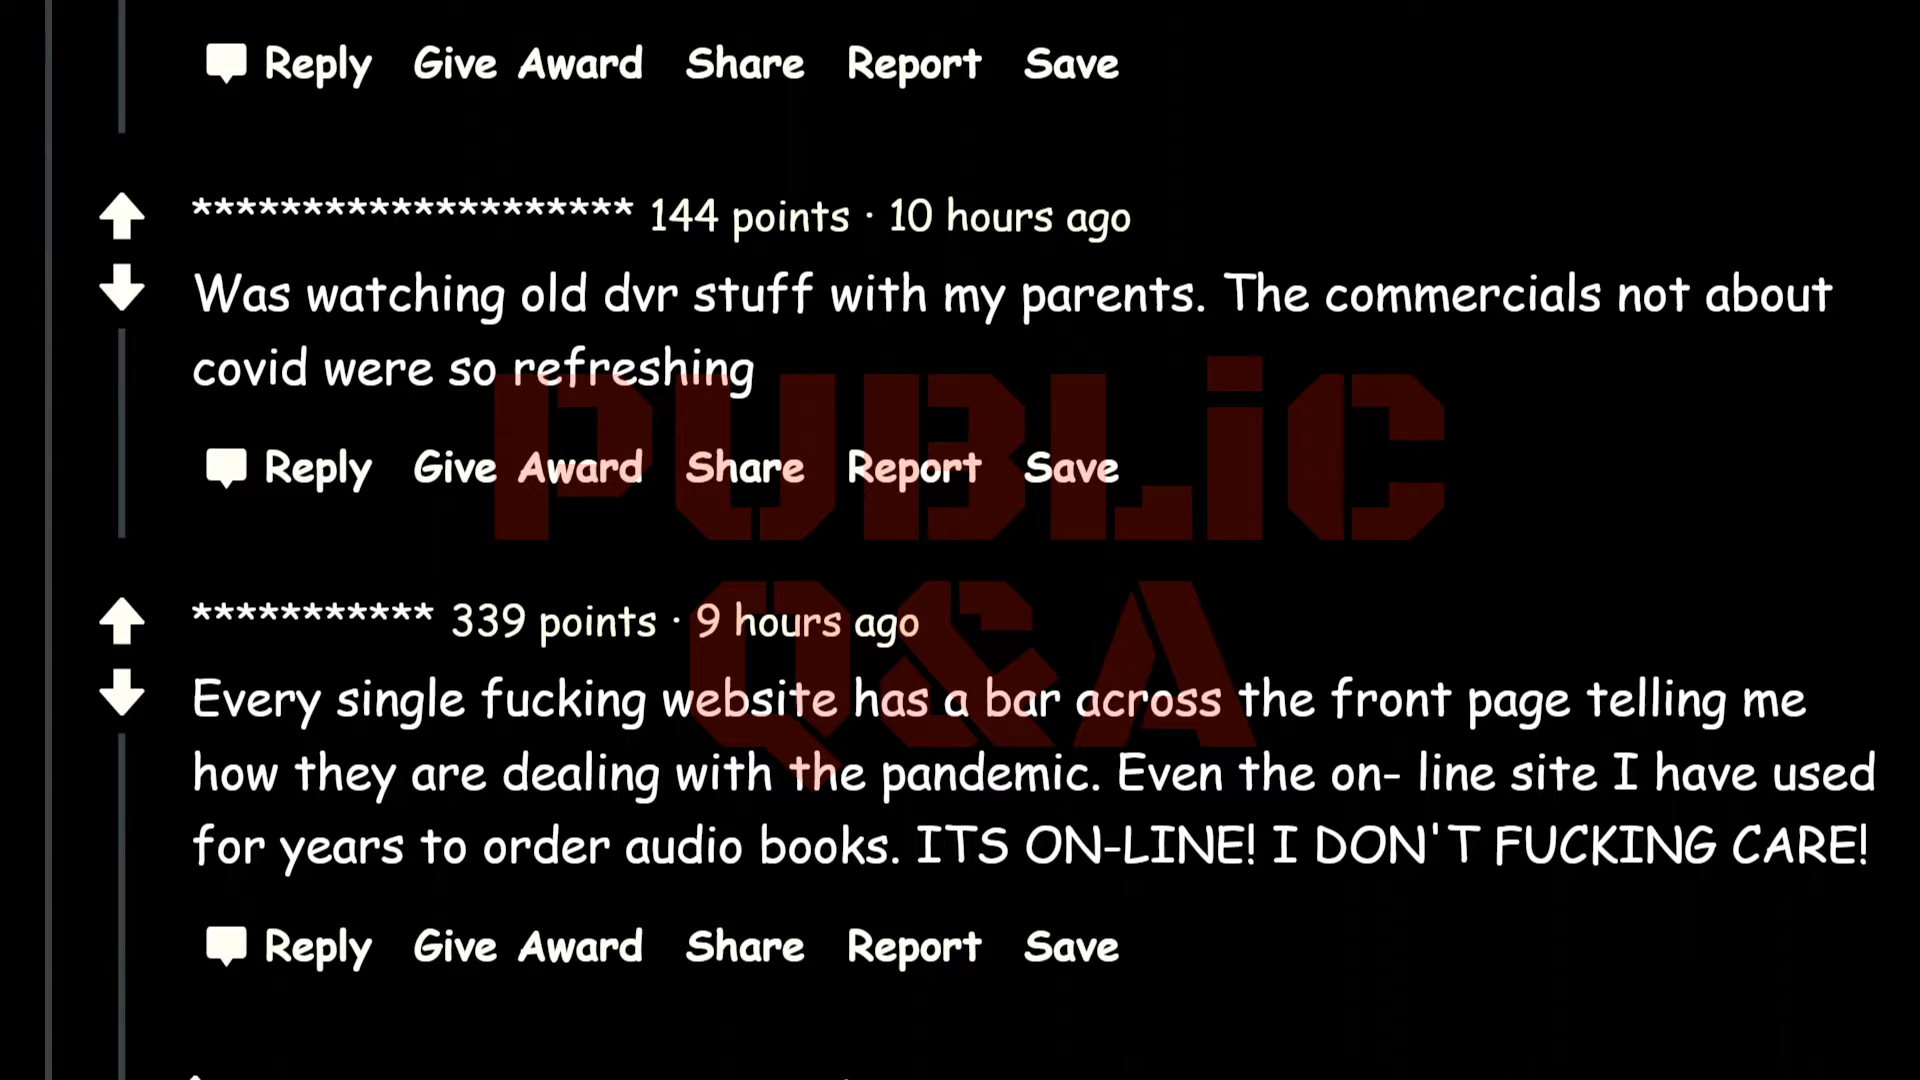 Reply Give Award Share Report Save
******************** 144 points · 10 hours ago
Was watching old dvr stuff with my parents. The commercials not about
covid were so refreshing
PUBLiC
Reply Give Award Share Report Save
Q&A
*********** 339 points · 9 hours ago
Every single fucking website has a bar across the front page telling me
how they are dealing with the pandemic. Even the on- line site I have used
for years to order audio books. ITS ON-LINE! I DON'T FUCKING CARE!
Reply Give Award Share Report Save